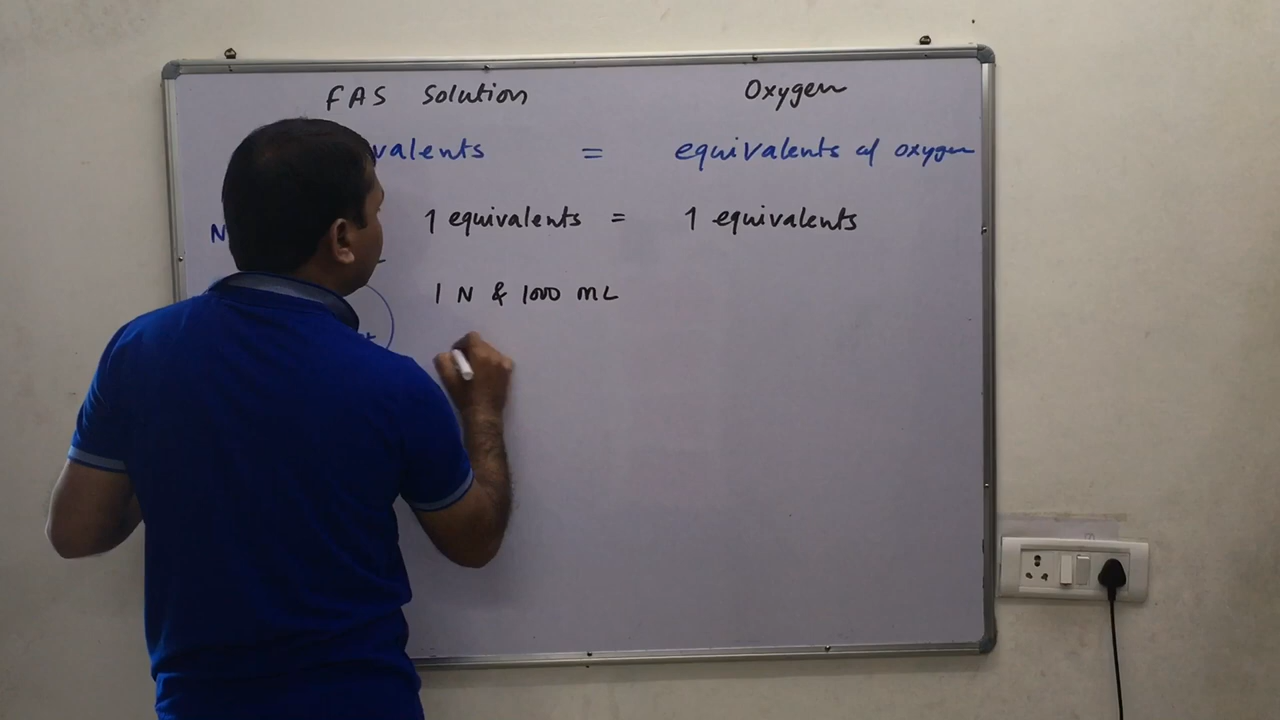 FAS Solution Oxygen
valents = equivalents of oxygen
N 1 equivalents = 1 equivalents
1 N & 1000 mL